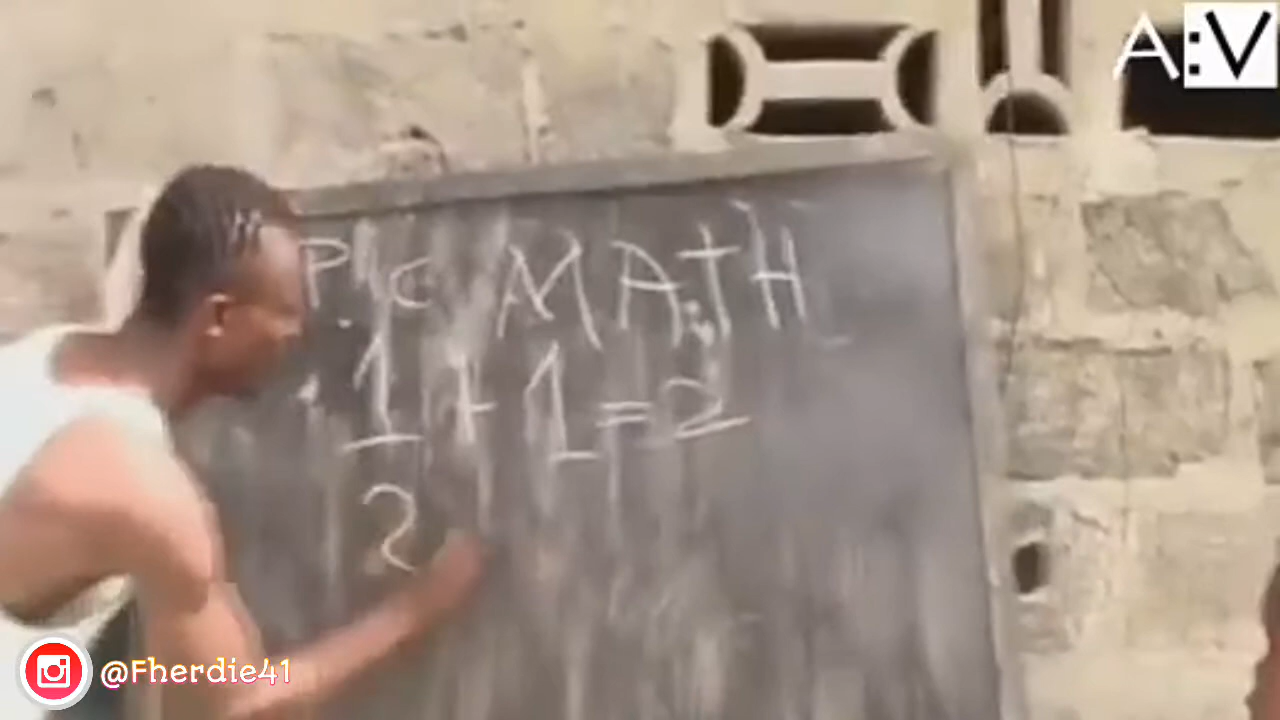 A:V
MATH
1 + 1 = 2
2
@Fherdie41